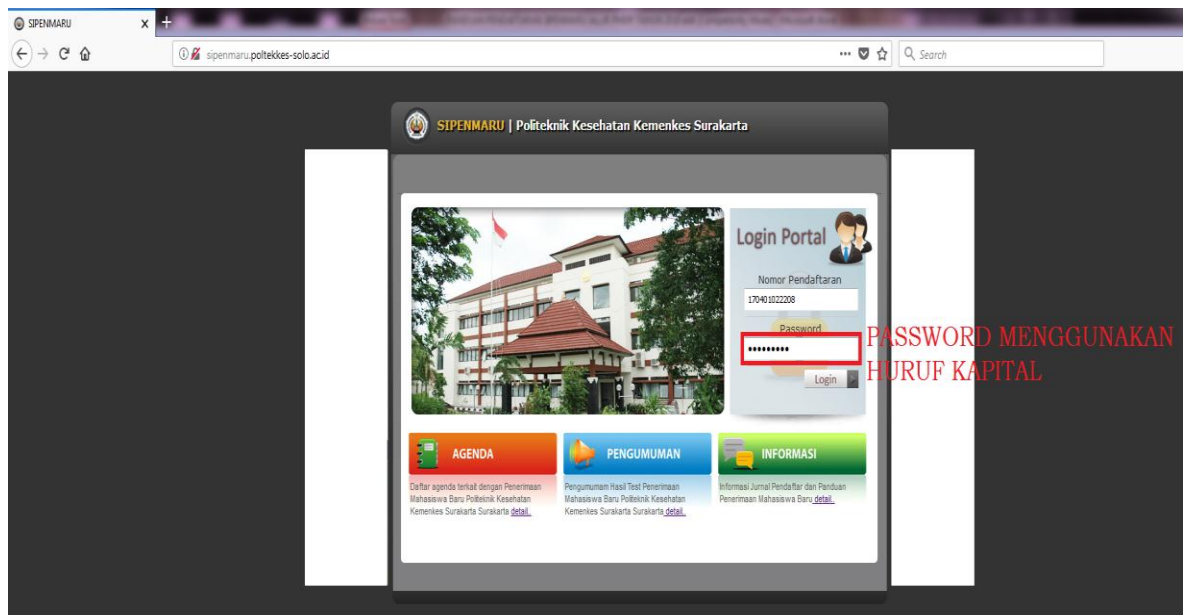 SIPENMARU
sipenmaru.poltekkes-solo.ac.id
Search
SIPENMARU | Politeknik Kesehatan Kemenkes Surakarta
Login Portal
Nomor Pendaftaran
170401022208
Password
PASSWORD MENGGUNAKAN
HURUF KAPITAL
Login
AGENDA
Daftar agenda terkait dengan Penerimaan
Mahasiswa Baru Politeknik Kesehatan
Kemenkes Surakarta Surakarta detail..
PENGUMUMAN
Pengumumam Hasil Test Penerimaan
Mahasiswa Baru Politeknik Kesehatan
Kemenkes Surakarta Surakarta detail..
INFORMASI
Informasi Jurnal Pendaftar dan Panduan
Penerimaan Mahasiswa Baru detail..